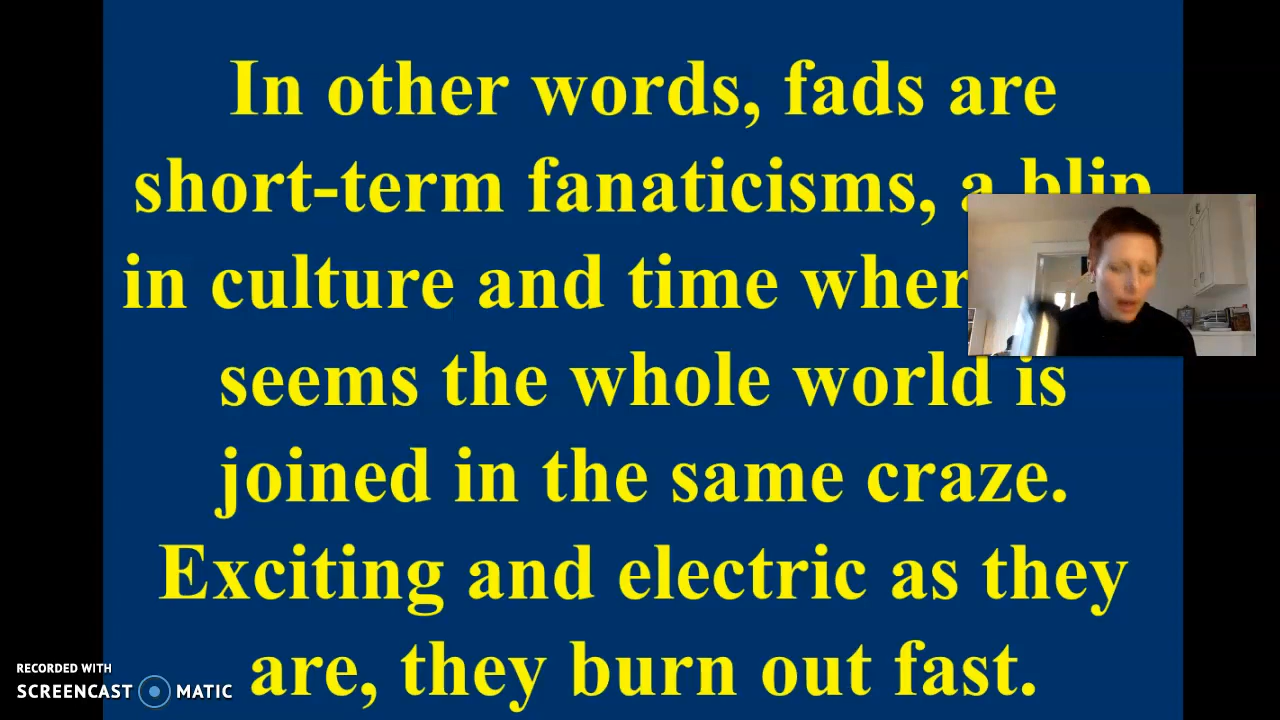 In other words, fads are
short-term fanaticisms, a blip
in culture and time
seems the whole world is
joined in the same craze.
Exciting and electric as they
are, they burn out fast.
RECORDED WITH
SCREENCAST MATIC